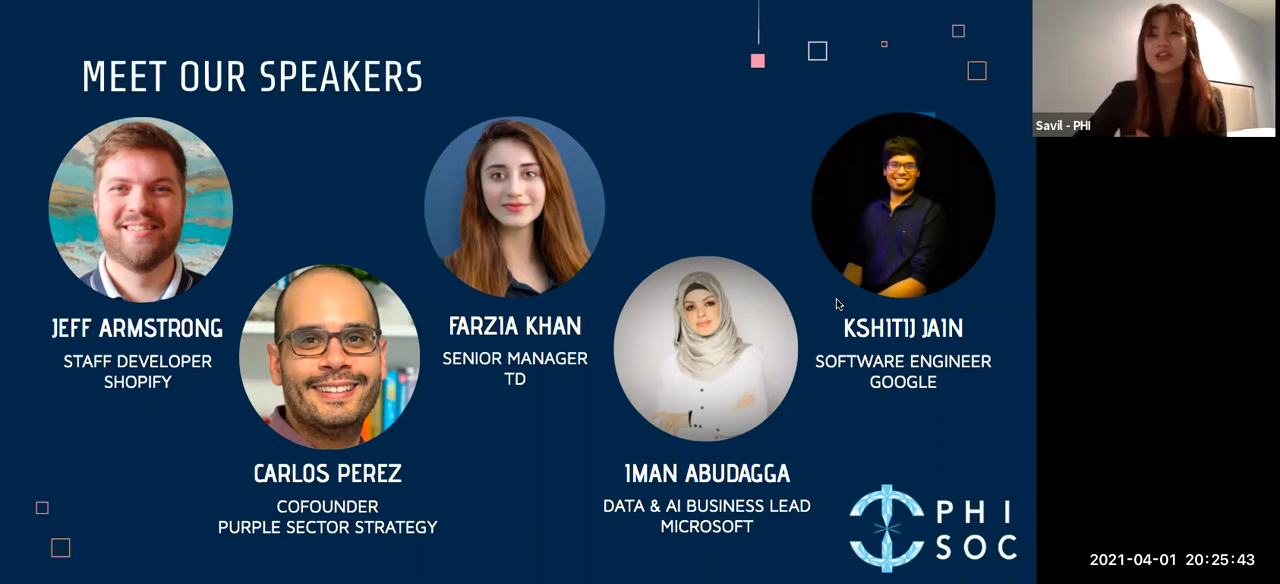 MEET OUR SPEAKERS
Savil - PHI
JEFF ARMSTRONG
STAFF DEVELOPER
SHOPIFY
CARLOS PEREZ
COFOUNDER
PURPLE SECTOR STRATEGY
FARZIA KHAN
SENIOR MANAGER
TD
IMAN ABUDAGGA
DATA & AI BUSINESS LEAD
MICROSOFT
KSHITIJ JAIN
SOFTWARE ENGINEER
GOOGLE
PHI
SOC
2021-04-01 20:25:43